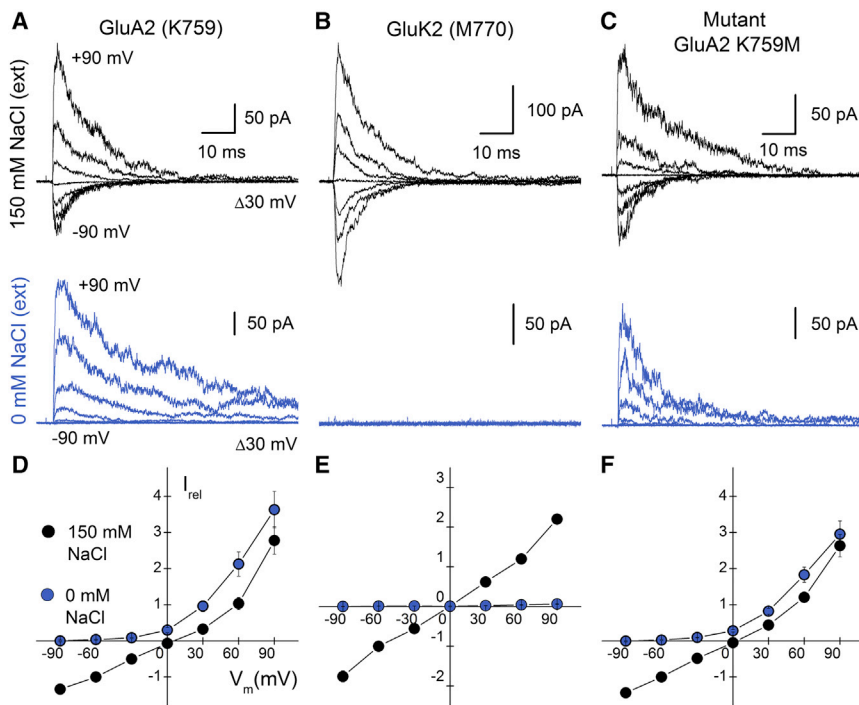 A
GluA2 (K759)
B
GluK2 (M770)
C
Mutant
GluA2 K759M
150 mM NaCl (ext)
+90 mV
50 pA
10 ms
Δ30 mV
-90 mV
100 pA
10 ms
50 pA
10 ms
0 mM NaCl (ext)
+90 mV
50 pA
-90 mV
Δ30 mV
50 pA
50 pA
D
Irel
4
3
2
1
-1
-90 -60 -30 0 30 60 90
Vm(mV)
150 mM
NaCl
0 mM
NaCl
E
3
2
1
0
-1
-2
-90 -60 -30 0 30 60 90
F
4
3
2
1
-1
-90 -60 -30 0 30 60 90